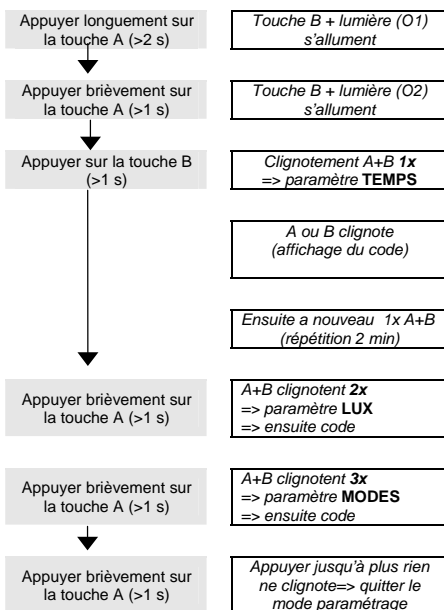 Appuyer longuement sur
la touche A (>2 s)
Touche B + lumière (O1)
s'allument
Appuyer brièvement sur
la touche A (>1 s)
Touche B + lumière (O2)
s'allument
Appuyer sur la touche B
(>1 s)
Clignotement A+B 1x
=> paramètre TEMPS
A ou B clignote
(affichage du code)
Ensuite a nouveau 1x A+B
(répétition 2 min)
Appuyer brièvement sur
la touche A (>1 s)
A+B clignotent 2x
=> paramètre LUX
=> ensuite code
Appuyer brièvement sur
la touche A (>1 s)
A+B clignotent 3x
=> paramètre MODES
=> ensuite code
Appuyer brièvement sur
la touche A (>1 s)
Appuyer jusqu'à plus rien
ne clignote=> quitter le
mode paramétrage